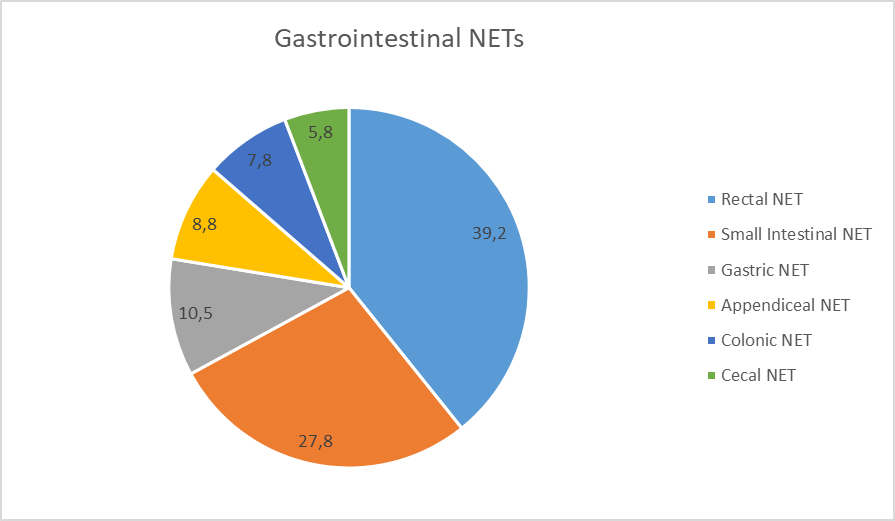 Gastrointestinal NETs
5,8
7,8
8,8
39,2
10,5
27,8
Rectal NET
Small Intestinal NET
Gastric NET
Appendiceal NET
Colonic NET
Cecal NET